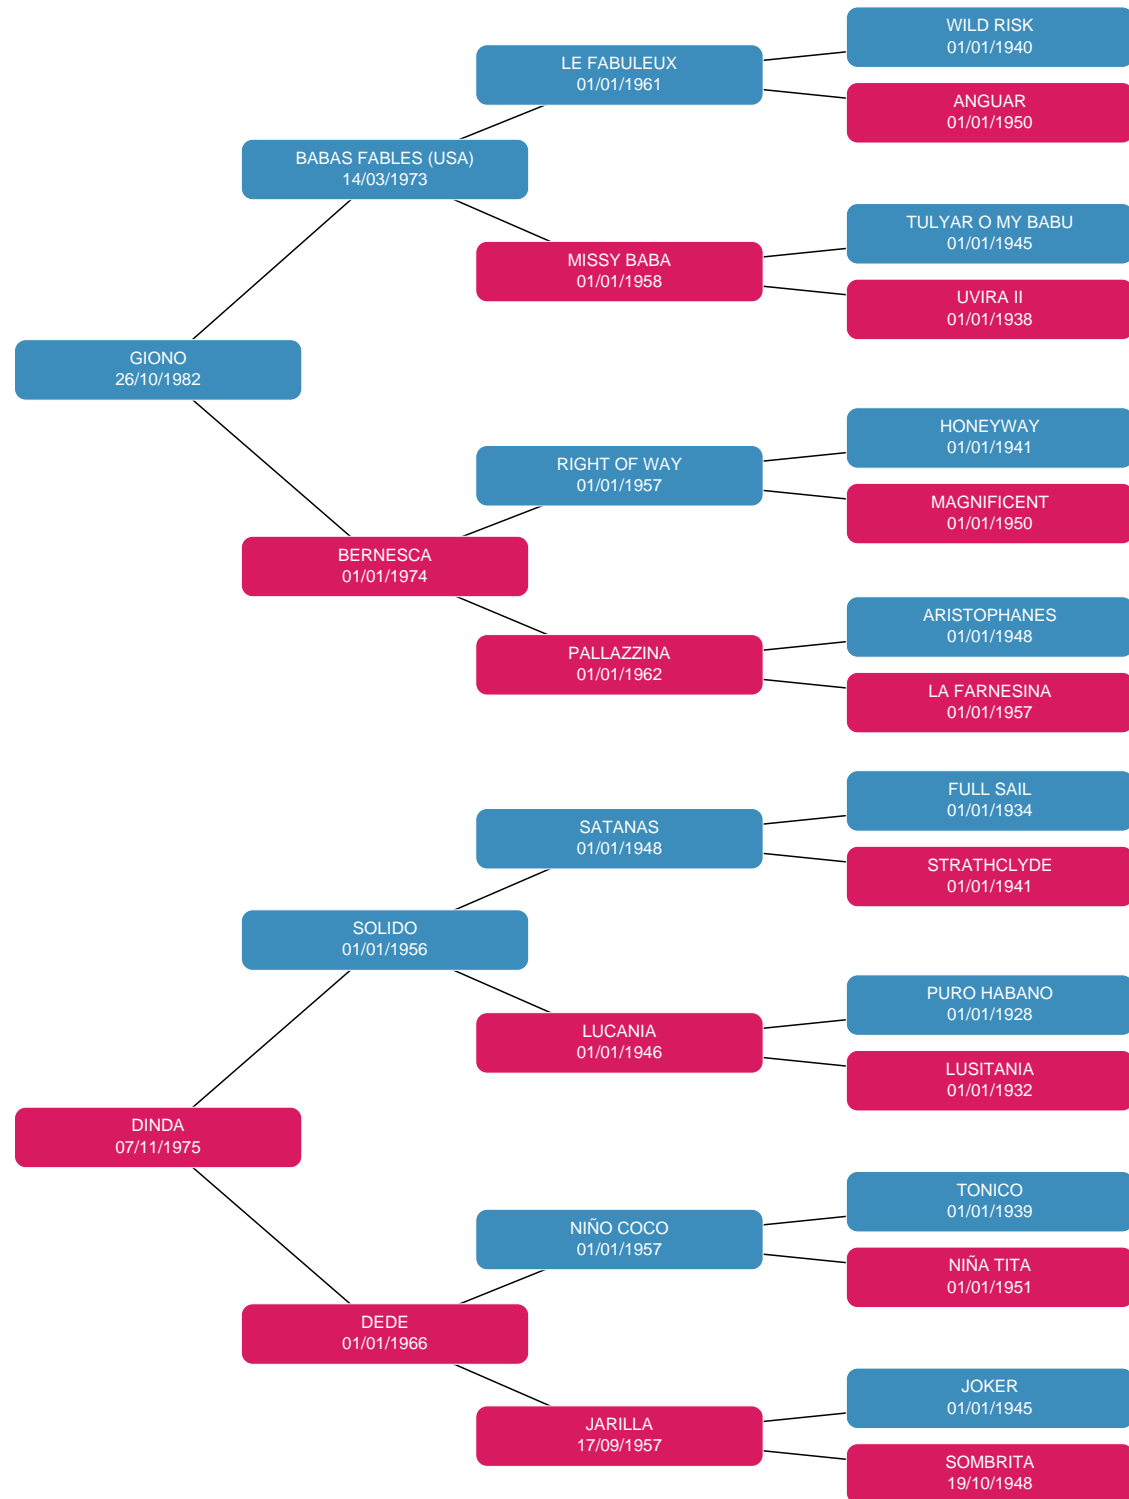 WILD RISK
01/01/1940
LE FABULEUX
01/01/1961
ANGUAR
01/01/1950
BABAS FABLES (USA)
14/03/1973
TULYAR O MY BABU
01/01/1945
MISSY BABA
01/01/1958
UVIRA II
01/01/1938
GIONO
26/10/1982
HONEYWAY
01/01/1941
RIGHT OF WAY
01/01/1957
MAGNIFICENT
01/01/1950
BERNESCA
01/01/1974
ARISTOPHANES
01/01/1948
PALLAZZINA
01/01/1962
LA FARNESINA
01/01/1957
FULL SAIL
01/01/1934
SATANAS
01/01/1948
STRATHCLYDE
01/01/1941
SOLIDO
01/01/1956
PURO HABANO
01/01/1928
LUCANIA
01/01/1946
LUSITANIA
01/01/1932
DINDA
07/11/1975
TONICO
01/01/1939
NIÑO COCO
01/01/1957
NIÑA TITA
01/01/1951
DEDE
01/01/1966
JOKER
01/01/1945
JARILLA
17/09/1957
SOMBRITA
19/10/1948